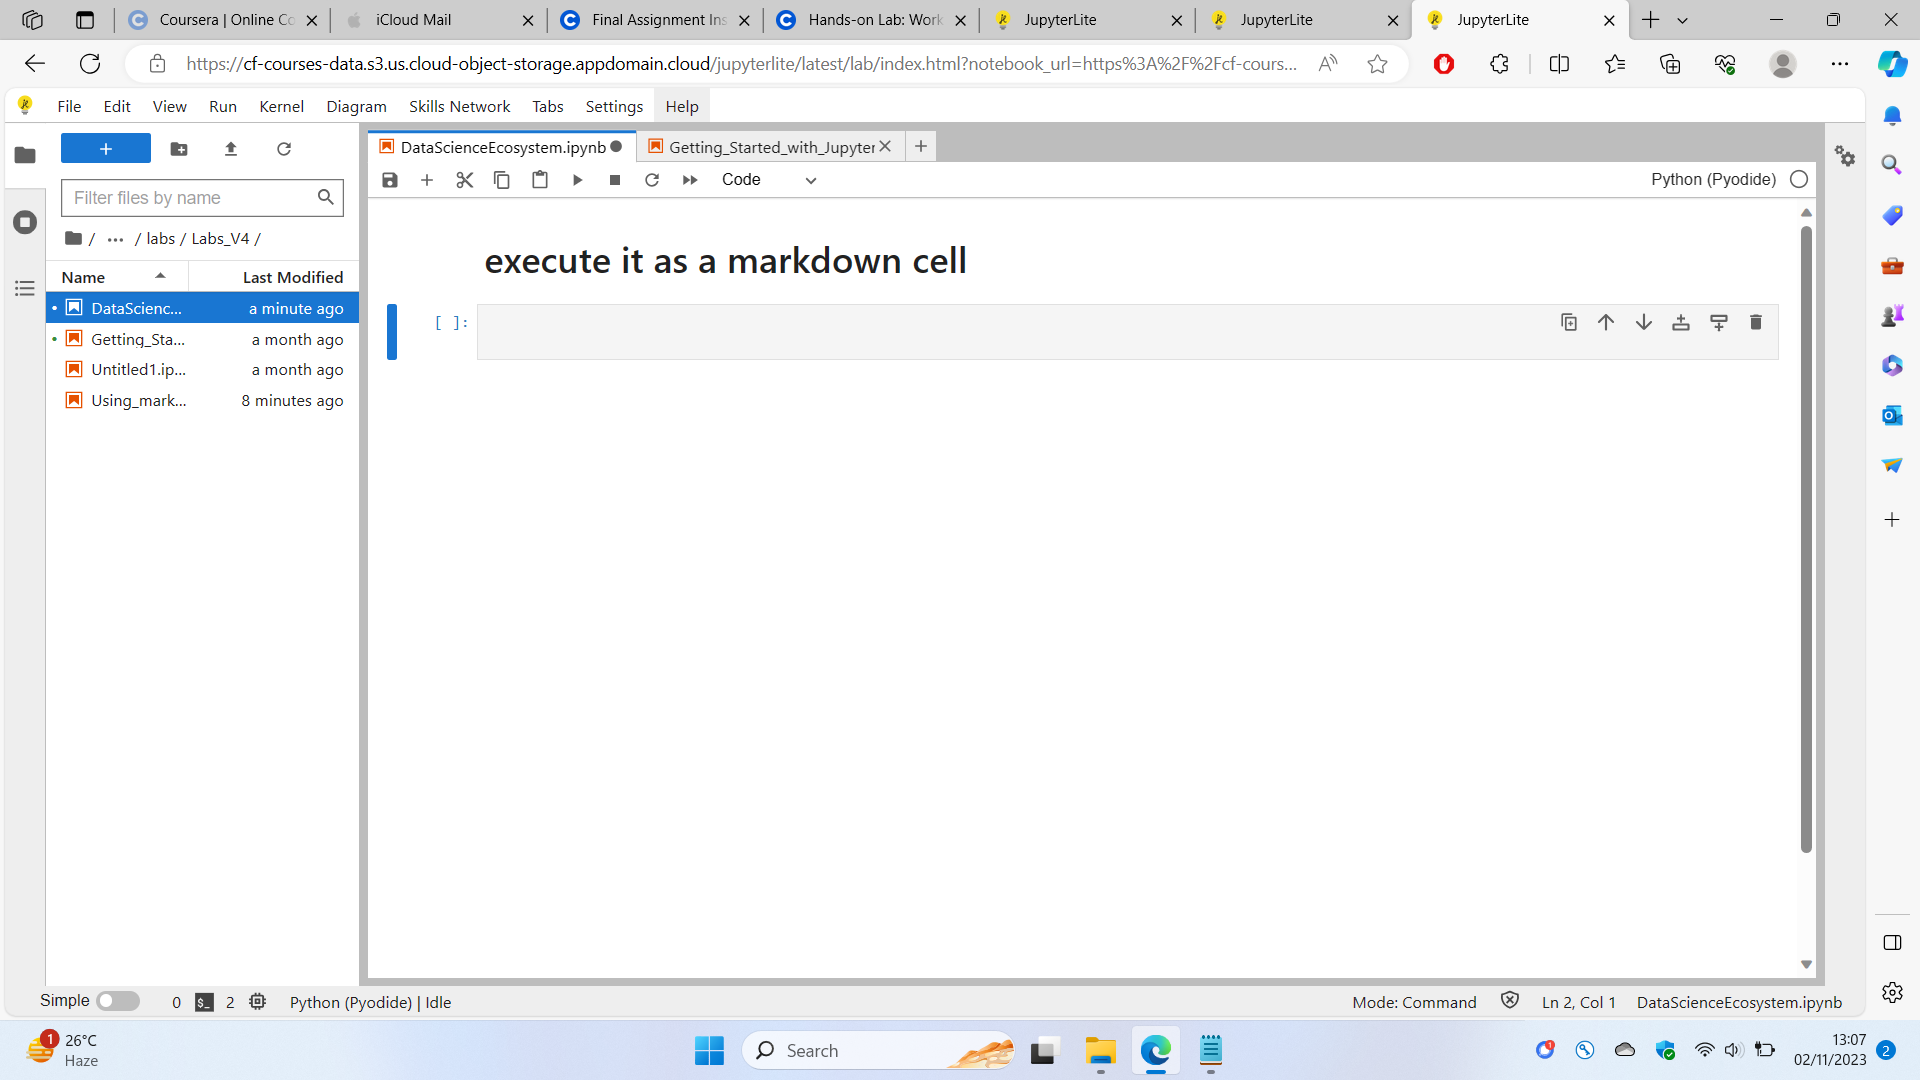 Coursera | Online Co
iCloud Mail
Final Assignment Ins
Hands-on Lab: Work
JupyterLite
JupyterLite
JupyterLite
https://cf-courses-data.s3.us.cloud-object-storage.appdomain.cloud/jupyterlite/latest/lab/index.html?notebook_url=https%3A%2F%2Fcf-cours...
File Edit View Run Kernel Diagram Skills Network Tabs Settings Help
DataScienceEcosystem.ipynb
Getting_Started_with_Jupyter
Filter files by name
Code
Python (Pyodide)
/ ... / labs / Labs_V4 /
Name Last Modified
DataScienc... a minute ago
Getting_Sta... a month ago
Untitled1.ip... a month ago
Using_mark... 8 minutes ago
execute it as a markdown cell
[ ]:
Simple 0 $_ 2 Python (Pyodide) | Idle
Mode: Command Ln 2, Col 1 DataScienceEcosystem.ipynb
1
26°C
Haze
Search
13:07
02/11/2023
2